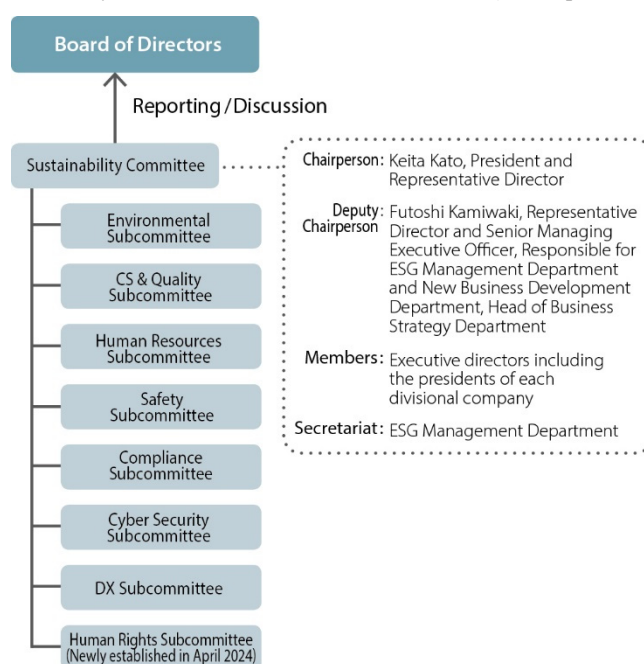 Board of Directors
Reporting/Discussion
Sustainability Committee
Chairperson: Keita Kato, President and
Representative Director
Deputy Chairperson: Futoshi Kamiwaki, Representative
Director and Senior Managing
Executive Officer, Responsible for
ESG Management Department
and New Business Development
Department, Head of Business
Strategy Department
Members: Executive directors including
the presidents of each
divisional company
Secretariat: ESG Management Department
Environmental
Subcommittee
CS & Quality
Subcommittee
Human Resources
Subcommittee
Safety
Subcommittee
Compliance
Subcommittee
Cyber Security
Subcommittee
DX Subcommittee
Human Rights Subcommittee
(Newly established in April 2024)